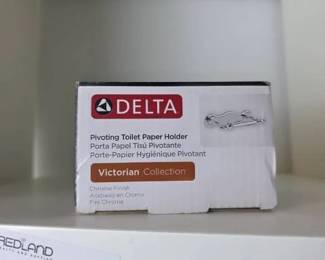 DELTA
Pivoting Toilet Paper Holder
Porta Papel Tisú Pivotante
Porte-Papier Hygiénique Pivotant
Victorian Collection
Chrome Finish
Acabado en Cromo
Fini Chrome
REDLAND